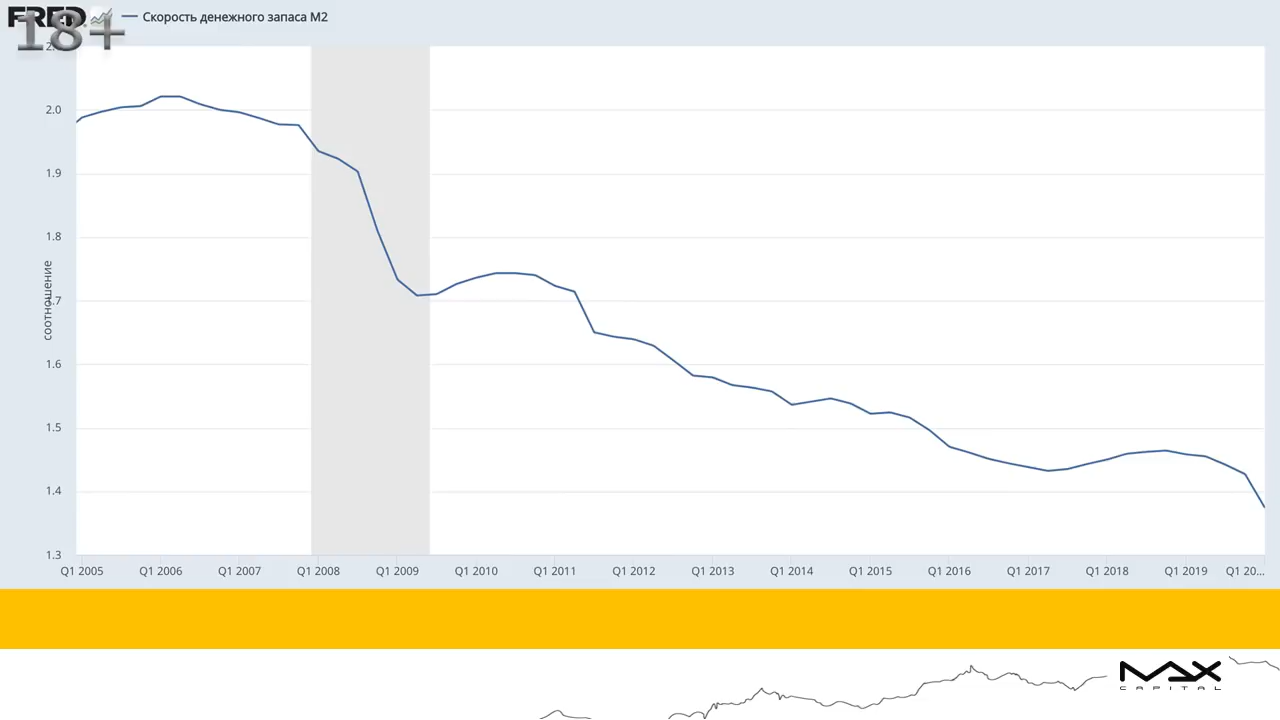 FRED
18+
Скорость денежного запаса M2
2.0
1.9
1.8
1.7
1.6
1.5
1.4
1.3
соотношение
Q1 2005 Q1 2006 Q1 2007 Q1 2008 Q1 2009 Q1 2010 Q1 2011 Q1 2012 Q1 2013 Q1 2014 Q1 2015 Q1 2016 Q1 2017 Q1 2018 Q1 2019 Q1 20...
MAX
CAPITAL